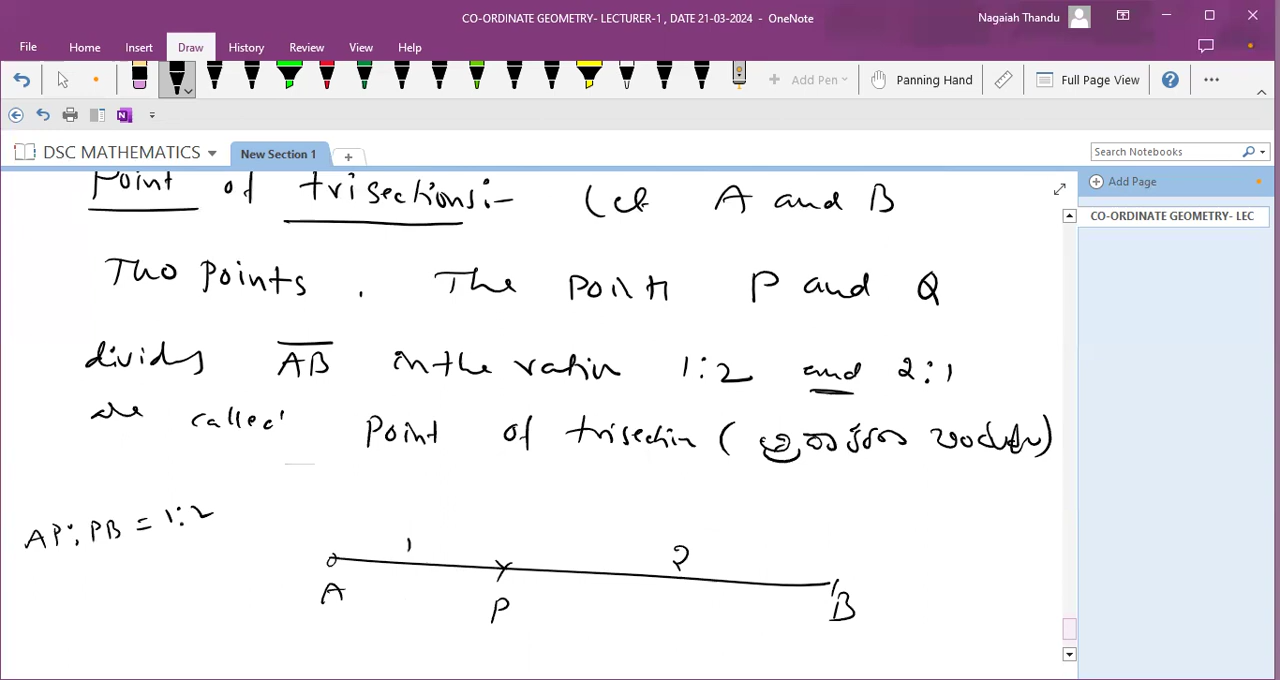 CO-ORDINATE GEOMETRY- LECTURER-1 , DATE 21-03-2024 - OneNote
Nagaiah Thandu
File Home Insert Draw History Review View Help
Add Pen Panning Hand Full Page View
DSC MATHEMATICS New Section 1
Search Notebooks
Add Page
CO-ORDINATE GEOMETRY- LEC
Point of trisections:- Let A and B
Two points . The point P and Q
divides AB in the ratio 1:2 and 2:1
are called point of trisection (
AP:PB = 1:2
1 2
A P B